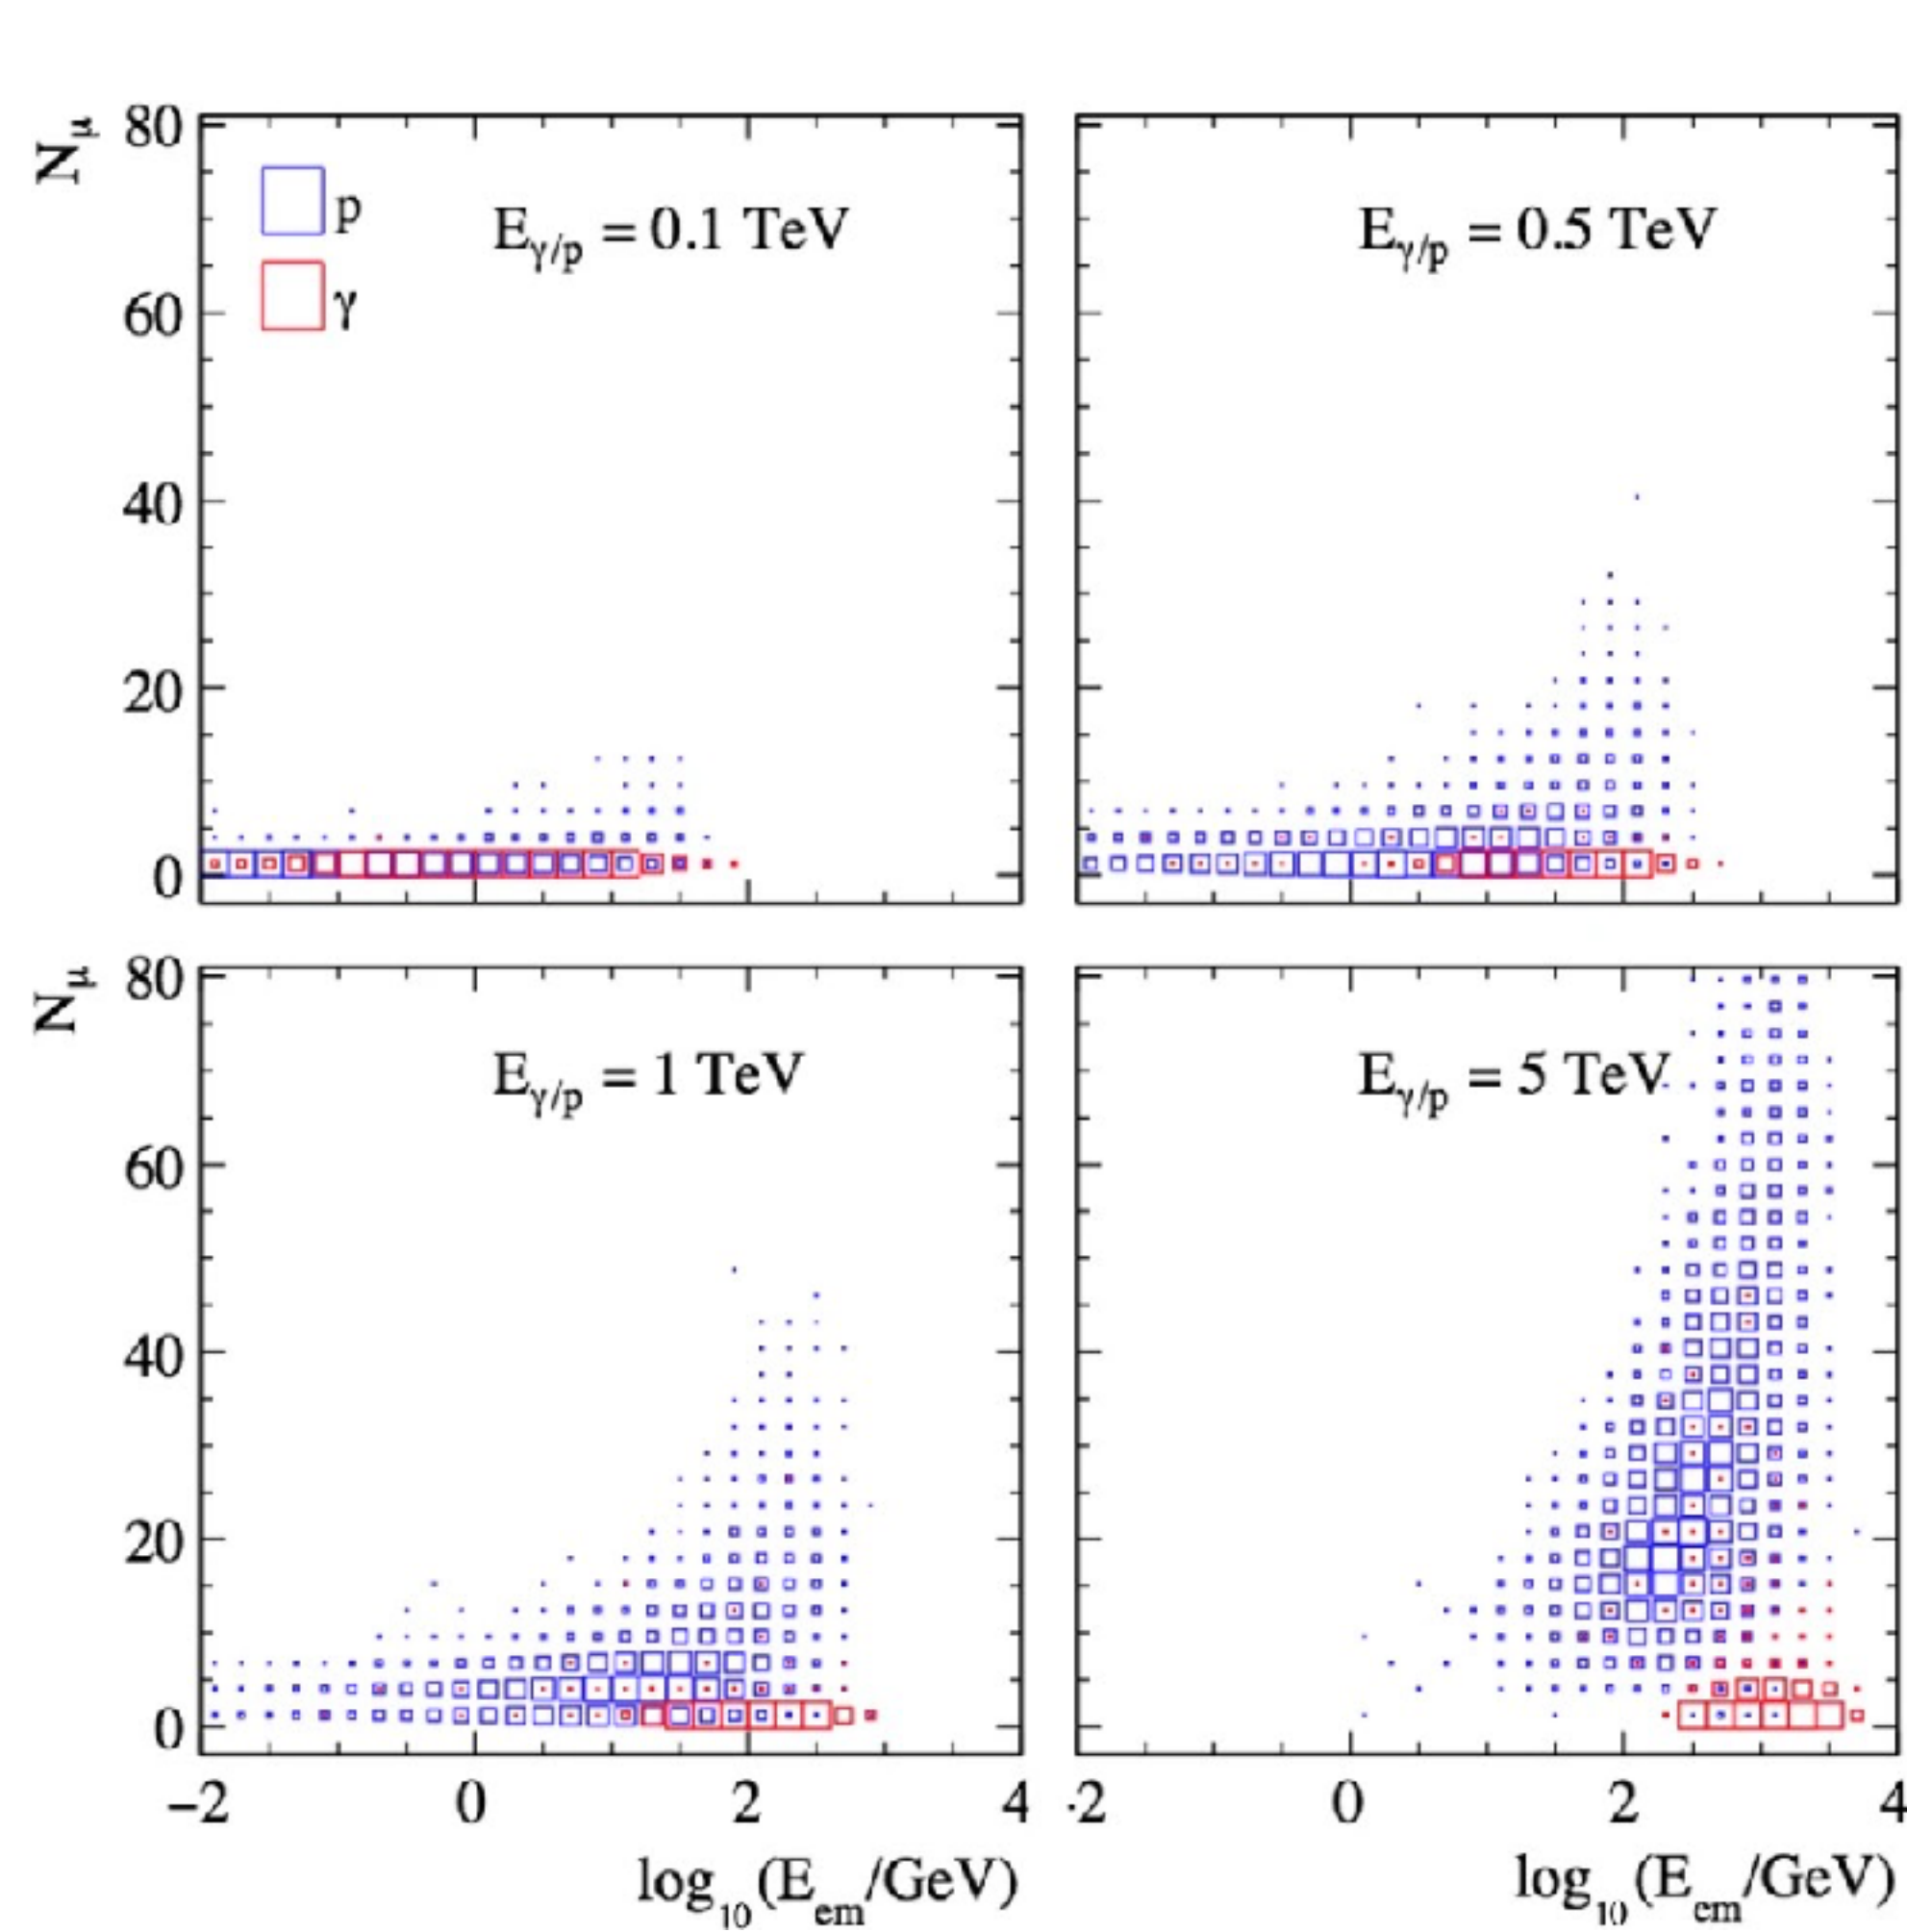 N_μ
80
60
40
20
0
p
γ
E_γ/p = 0.1 TeV
E_γ/p = 0.5 TeV
N_μ
80
60
40
20
0
E_γ/p = 1 TeV
E_γ/p = 5 TeV
−2 0 2 4
·2 0 2 4
log₁₀(E_em/GeV)
log₁₀(E_em/GeV)